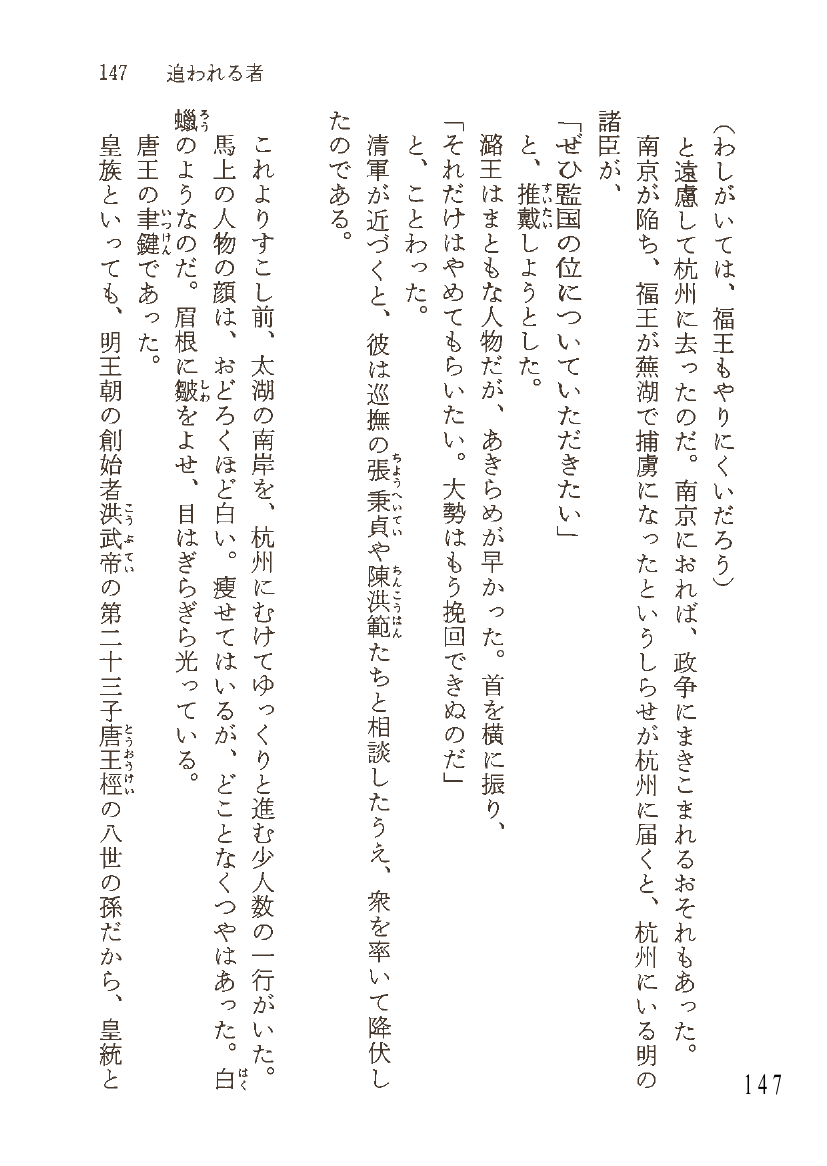 147　追われる者
（わしがいては、福王もやりにくいだろう）
と遠慮して杭州に去ったのだ。南京におれば、政争にまきこまれるおそれもあった。
南京が陥ち、福王が蕪湖で捕虜になったというしらせが杭州に届くと、杭州にいる明の
諸臣が、
「ぜひ監国の位についていただきたい」
と、推戴しようとした。
潞王はまともな人物だが、あきらめが早かった。首を横に振り、
「それだけはやめてもらいたい。大勢はもう挽回できぬのだ」
と、ことわった。
清軍が近づくと、彼は巡撫の張秉貞や陳洪範たちと相談したうえ、衆を率いて降伏し
たのである。
これよりすこし前、太湖の南岸を、杭州にむけてゆっくりと進む少人数の一行がいた。
馬上の人物の顔は、おどろくほど白い。痩せてはいるが、どことなくつやはあった。白
蠟のようなのだ。眉根に皺をよせ、目はぎらぎら光っている。
唐王の聿鍵であった。
皇族といっても、明王朝の創始者洪武帝の第二十三子唐王桱の八世の孫だから、皇統と
147